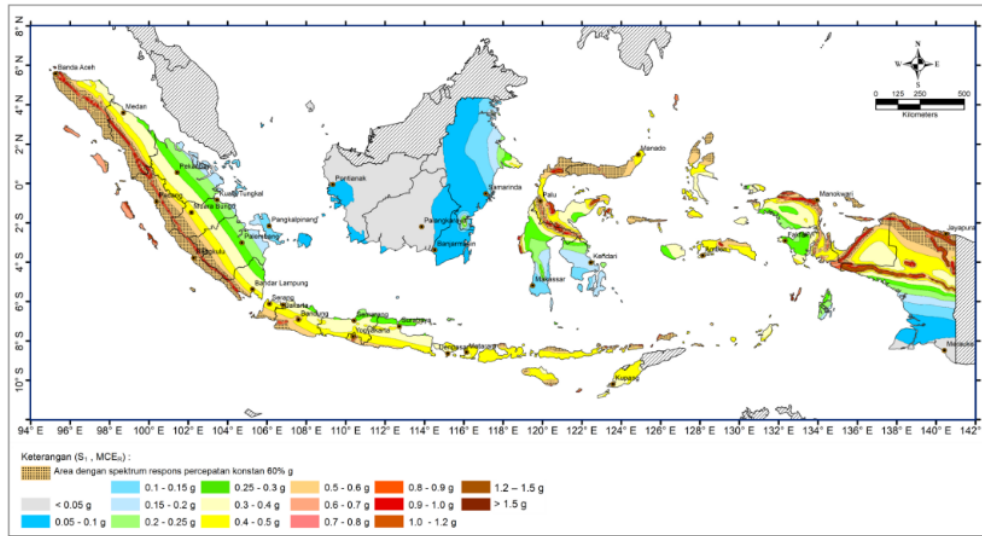 8° N
6° N
4° N
2° N
0°
2° S
4° S
6° S
8° S
10° S
Banda Aceh
Medan
Pekanbaru
Padang
Kuala Tungkal
Muara Bungo
Pangkalpinang
Palembang
Bengkulu
Bandar Lampung
Serang
Jakarta
Bandung
Semarang
Surabaya
Yogyakarta
Denpasar
Mataram
Kupang
Pontianak
Samarinda
Banjarmasin
Manado
Palu
Kendari
Makassar
Ambon
Manokwari
Jayapura
Merauke
W
E
0 125 250 500
Kilometers
94° E 96° E 98° E 100° E 102° E 104° E 106° E 108° E 110° E 112° E 114° E 116° E 118° E 120° E 122° E 124° E 126° E 128° E 130° E 132° E 134° E 136° E 138° E 140° E 142° E
Keterangan (S₁ , MCEᴿ) :
Area dengan spektrum respons percepatan konstan 60% g
0.1 - 0.15 g 0.25 - 0.3 g 0.5 - 0.6 g 0.8 - 0.9 g 1.2 – 1.5 g
< 0.05 g 0.15 - 0.2 g 0.3 - 0.4 g 0.6 - 0.7 g 0.9 - 1.0 g > 1.5 g
0.05 - 0.1 g 0.2 - 0.25 g 0.4 - 0.5 g 0.7 - 0.8 g 1.0 - 1.2 g